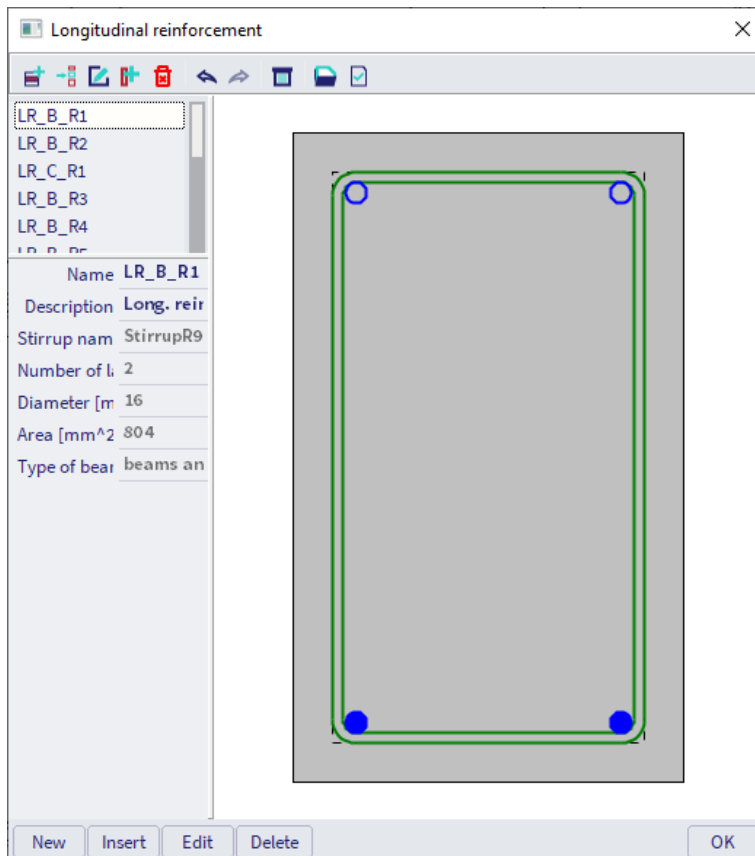 Longitudinal reinforcement
LR_B_R1
LR_B_R2
LR_C_R1
LR_B_R3
LR_B_R4
Name LR_B_R1
Description Long. reir
Stirrup nam StirrupR9
Number of l 2
Diameter [m 16
Area [mm^2 804
Type of bear beams an
New Insert Edit Delete OK